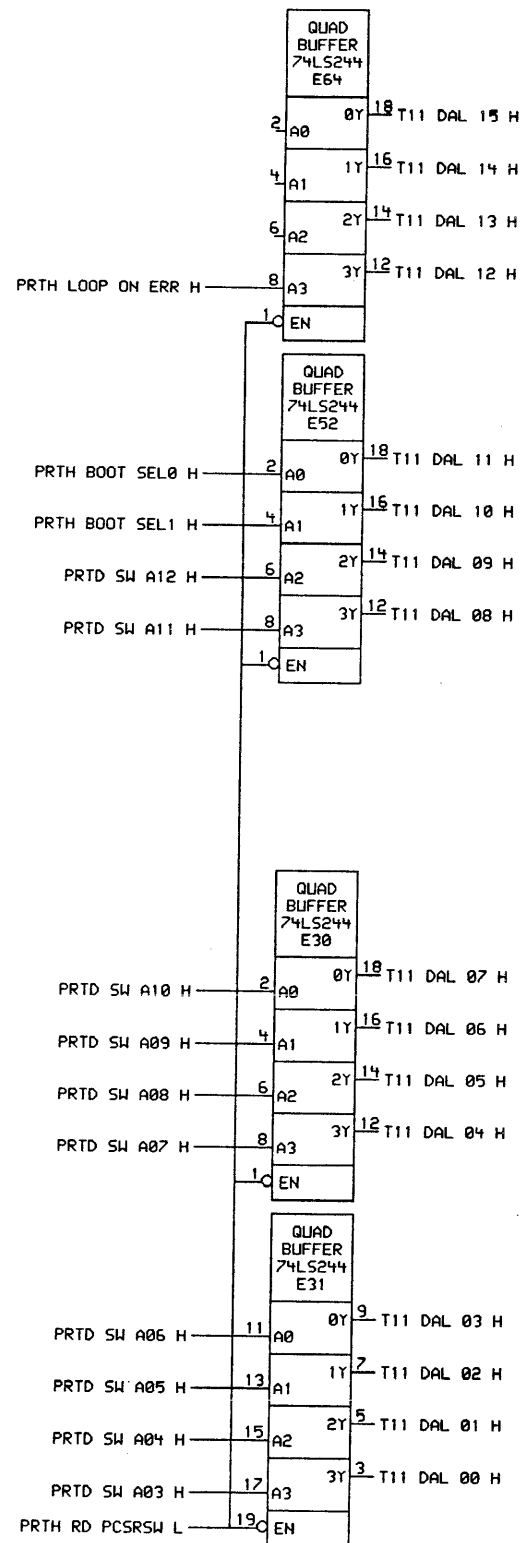 QUAD
BUFFER
74LS244
E64
2 A0 0Y 18 T11 DAL 15 H
4 A1 1Y 16 T11 DAL 14 H
6 A2 2Y 14 T11 DAL 13 H
PRTH LOOP ON ERR H 8 A3 3Y 12 T11 DAL 12 H
1 EN
QUAD
BUFFER
74LS244
E52
PRTH BOOT SEL0 H 2 A0 0Y 18 T11 DAL 11 H
PRTH BOOT SEL1 H 4 A1 1Y 16 T11 DAL 10 H
PRTD SW A12 H 6 A2 2Y 14 T11 DAL 09 H
PRTD SW A11 H 8 A3 3Y 12 T11 DAL 08 H
1 EN
QUAD
BUFFER
74LS244
E30
PRTD SW A10 H 2 A0 0Y 18 T11 DAL 07 H
PRTD SW A09 H 4 A1 1Y 16 T11 DAL 06 H
PRTD SW A08 H 6 A2 2Y 14 T11 DAL 05 H
PRTD SW A07 H 8 A3 3Y 12 T11 DAL 04 H
1 EN
QUAD
BUFFER
74LS244
E31
PRTD SW A06 H 11 A0 0Y 9 T11 DAL 03 H
PRTD SW A05 H 13 A1 1Y 7 T11 DAL 02 H
PRTD SW A04 H 15 A2 2Y 5 T11 DAL 01 H
PRTD SW A03 H 17 A3 3Y 3 T11 DAL 00 H
PRTH RD PCSRSW L 19 EN